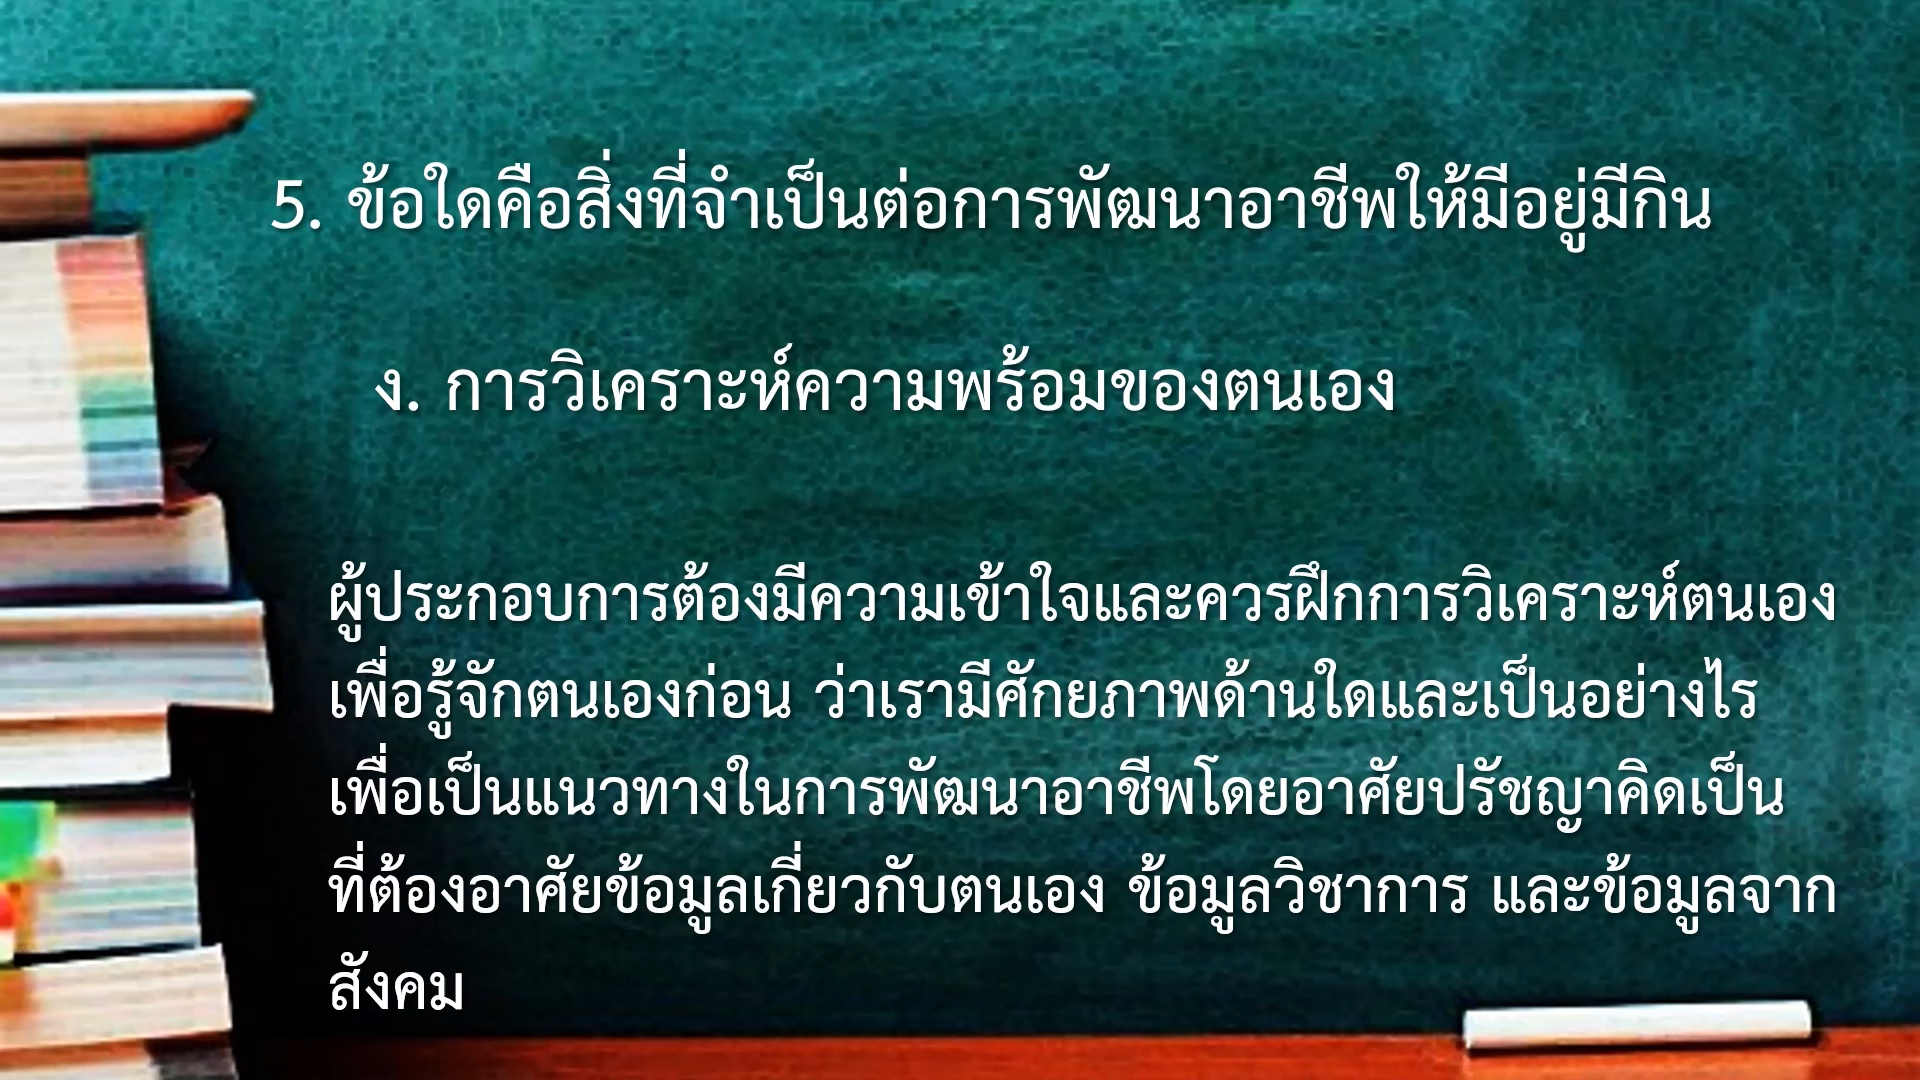 5. ข้อใดคือสิ่งที่จำเป็นต่อการพัฒนาอาชีพให้มีอยู่มีกิน
ง. การวิเคราะห์ความพร้อมของตนเอง
ผู้ประกอบการต้องมีความเข้าใจและควรฝึกการวิเคราะห์ตนเอง
เพื่อรู้จักตนเองก่อน ว่าเรามีศักยภาพด้านใดและเป็นอย่างไร
เพื่อเป็นแนวทางในการพัฒนาอาชีพโดยอาศัยปรัชญาคิดเป็น
ที่ต้องอาศัยข้อมูลเกี่ยวกับตนเอง ข้อมูลวิชาการ และข้อมูลจาก
สังคม